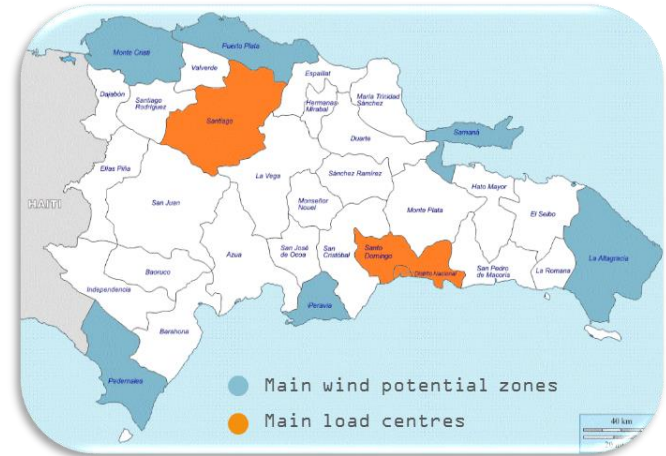 Monte Cristi
Puerto Plata
Valverde
Espaillat
Dajabón
Santiago
Rodríguez
Hermanas
Mirabal
María Trinidad
Sánchez
Santiago
Duarte
Samaná
Elías Piña
La Vega
Sánchez Ramírez
Hato Mayor
HAITI
San Juan
Monseñor
Nouel
Monte Plata
El Seibo
Azua
San José
de Ocoa
San
Cristóbal
Santo
Domingo
La Altagracia
Baoruco
Distrito Nacional
San Pedro
de Macorís
La Romana
Independencia
Peravia
Barahona
Pedernales
Main wind potential zones
Main load centres
40 km